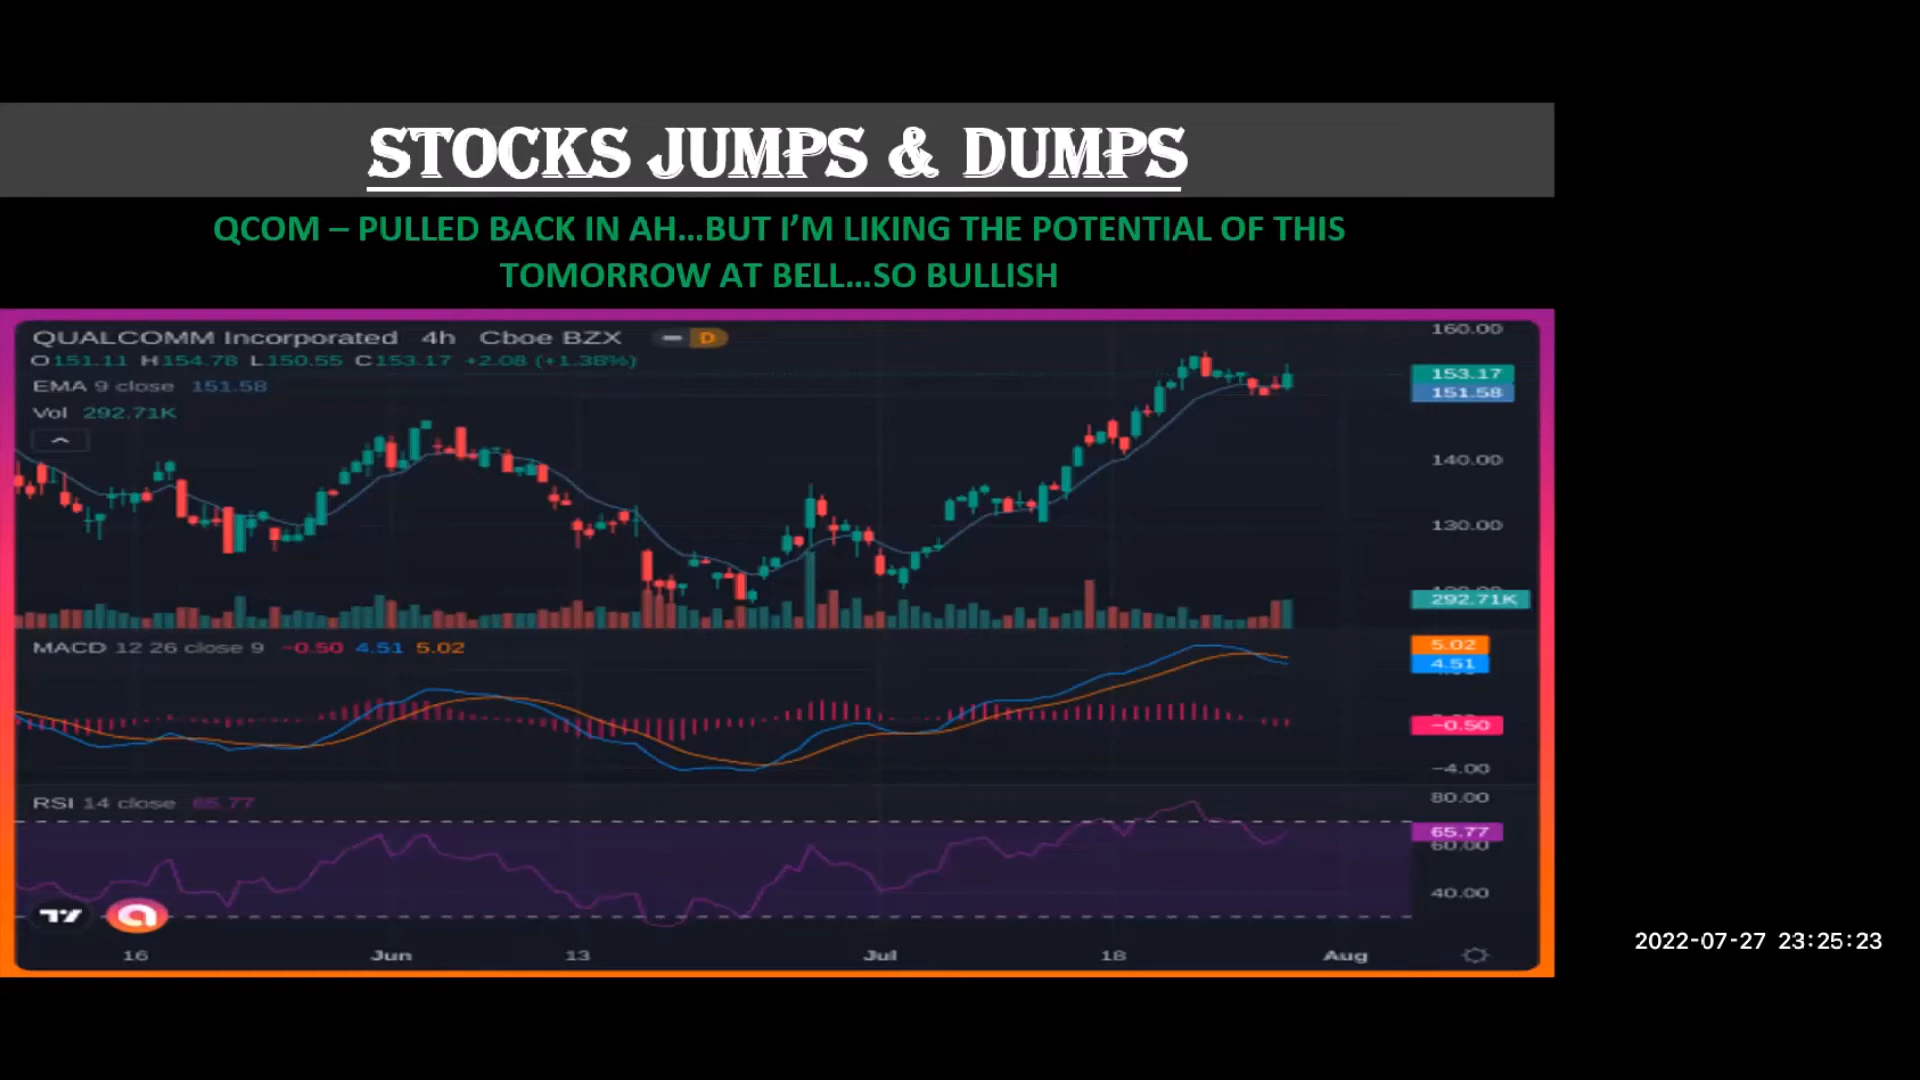 STOCKS JUMPS & DUMPS
QCOM – PULLED BACK IN AH...BUT I'M LIKING THE POTENTIAL OF THIS
TOMORROW AT BELL...SO BULLISH
QUALCOMM Incorporated 4h Cboe BZX D
O151.11 H154.78 L150.55 C153.17 +2.08 (+1.38%)
EMA 9 close 151.58
Vol 292.71K
160.00
153.17
151.58
140.00
130.00
292.71K
MACD 12 26 close 9 −0.50 4.51 5.02
5.02
4.51
−0.50
−4.00
RSI 14 close 65.77
80.00
65.77
60.00
40.00
16 Jun 13 Jul 18 Aug
2022-07-27 23:25:23